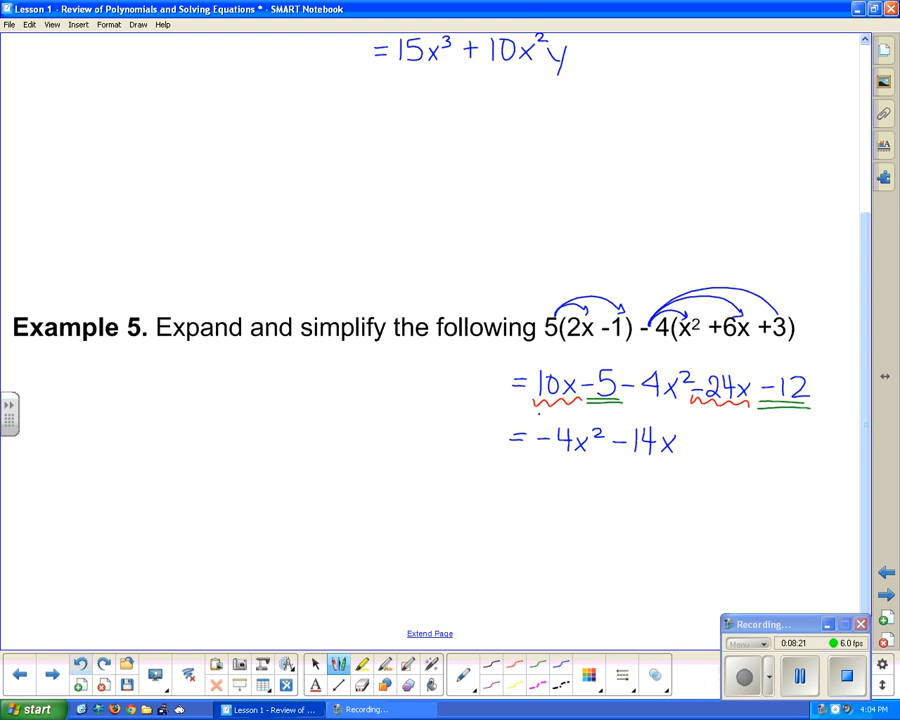 Lesson 1 - Review of Polynomials and Solving Equations * - SMART Notebook
File Edit View Insert Format Draw Help
= 15x³ + 10x²y
Example 5. Expand and simplify the following 5(2x -1) - 4(x² +6x +3)
= 10x - 5 - 4x² - 24x - 12
= -4x² - 14x
Extend Page
Recording...
Menu 0:08:21 6.0 fps
start Lesson 1 - Review of ... Recording... 4:04 PM